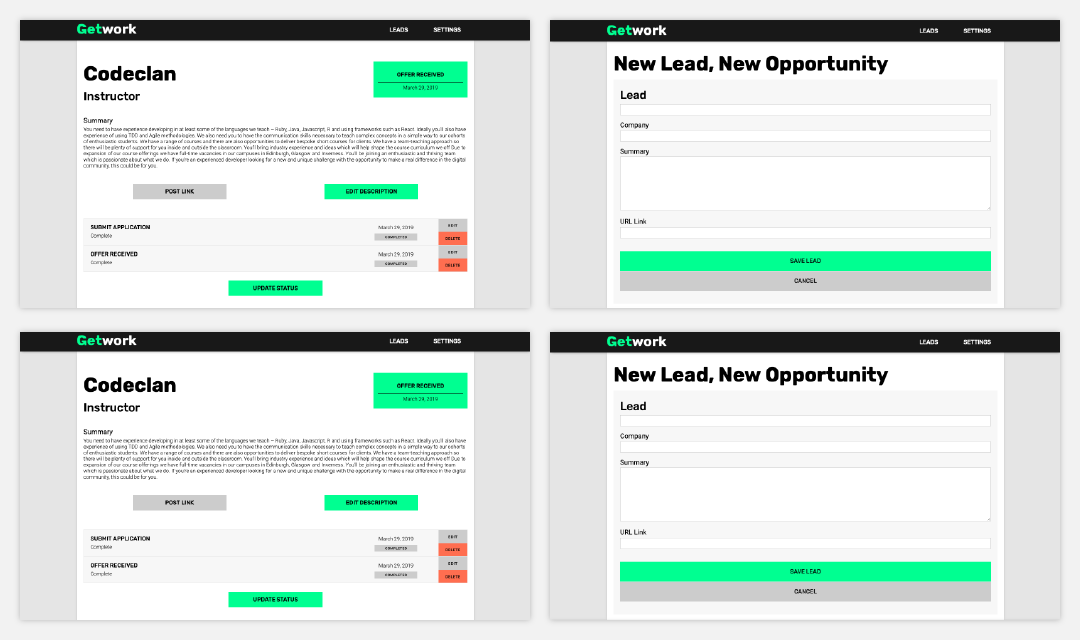 Getwork LEADS SETTINGS
Codeclan
Instructor
OFFER RECEIVED
March 29, 2019
Summary
You need to have experience developing in at least some of the languages we teach – Ruby, Java, Javascript, R and using frameworks such as React. Ideally you'll also have
experience of using TDD and Agile methodologies. We also need you to have the communication skills necessary to teach complex concepts in a simple way to our cohorts
of enthusiastic students. We have a range of courses and there are also opportunities to deliver bespoke short courses for clients. We have a team-teaching approach so
there will be plenty of support for you inside and outside the classroom. You'll bring industry experience and ideas which will help shape the course curriculum we off Due to
expansion of our course offerings we have full time vacancies in our campuses in Edinburgh, Glasgow and Inverness. You'll be joining an enthusiastic and thriving team
which is passionate about what we do. If you're an experienced developer looking for a new and unique challenge with the opportunity to make a real difference in the digital
community, this could be for you.
POST LINK EDIT DESCRIPTION
SUBMIT APPLICATION March 29, 2019 EDIT
Complete COMPLETED DELETE
OFFER RECEIVED March 29, 2019 EDIT
Complete COMPLETED DELETE
UPDATE STATUS
Getwork LEADS SETTINGS
New Lead, New Opportunity
Lead
Company
Summary
URL Link
SAVE LEAD
CANCEL
Getwork LEADS SETTINGS
Codeclan
Instructor
OFFER RECEIVED
March 29, 2019
Summary
You need to have experience developing in at least some of the languages we teach – Ruby, Java, Javascript, R and using frameworks such as React. Ideally you'll also have
experience of using TDD and Agile methodologies. We also need you to have the communication skills necessary to teach complex concepts in a simple way to our cohorts
of enthusiastic students. We have a range of courses and there are also opportunities to deliver bespoke short courses for clients. We have a team-teaching approach so
there will be plenty of support for you inside and outside the classroom. You'll bring industry experience and ideas which will help shape the course curriculum we off Due to
expansion of our course offerings we have full time vacancies in our campuses in Edinburgh, Glasgow and Inverness. You'll be joining an enthusiastic and thriving team
which is passionate about what we do. If you're an experienced developer looking for a new and unique challenge with the opportunity to make a real difference in the digital
community, this could be for you.
POST LINK EDIT DESCRIPTION
SUBMIT APPLICATION March 29, 2019 EDIT
Complete COMPLETED DELETE
OFFER RECEIVED March 29, 2019 EDIT
Complete COMPLETED DELETE
UPDATE STATUS
Getwork LEADS SETTINGS
New Lead, New Opportunity
Lead
Company
Summary
URL Link
SAVE LEAD
CANCEL